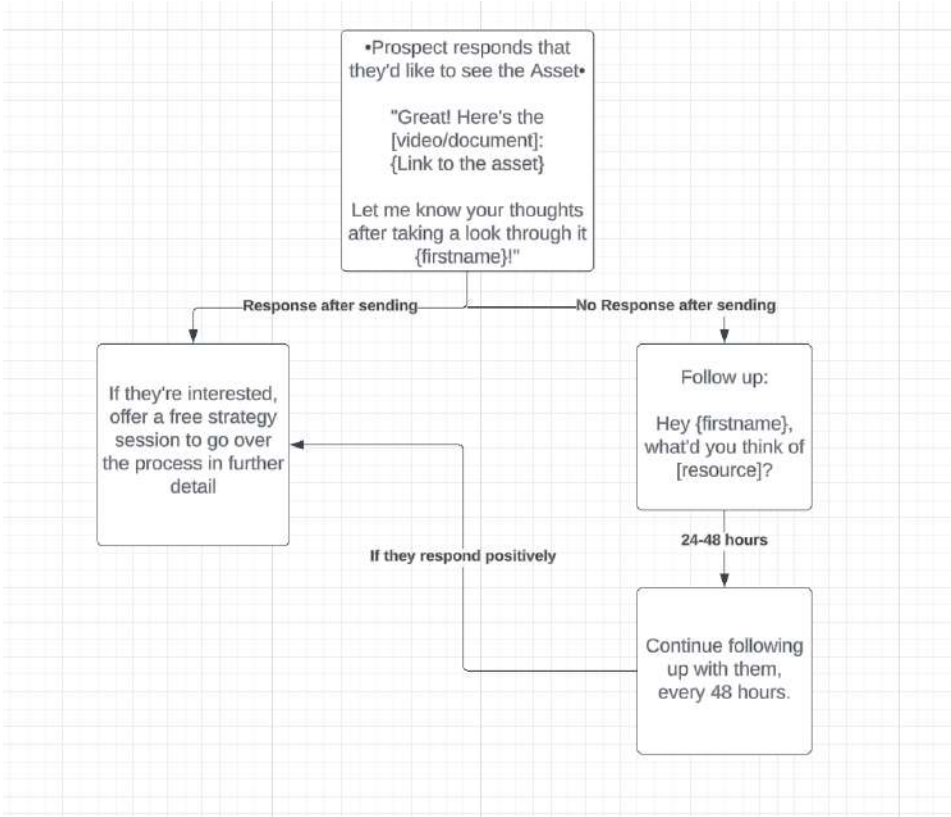 •Prospect responds that
they'd like to see the Asset•
"Great! Here's the
[video/document]:
{Link to the asset}
Let me know your thoughts
after taking a look through it
{firstname}!"
Response after sending
No Response after sending
If they're interested,
offer a free strategy
session to go over
the process in further
detail
Follow up:
Hey {firstname},
what'd you think of
[resource]?
24-48 hours
If they respond positively
Continue following
up with them,
every 48 hours.